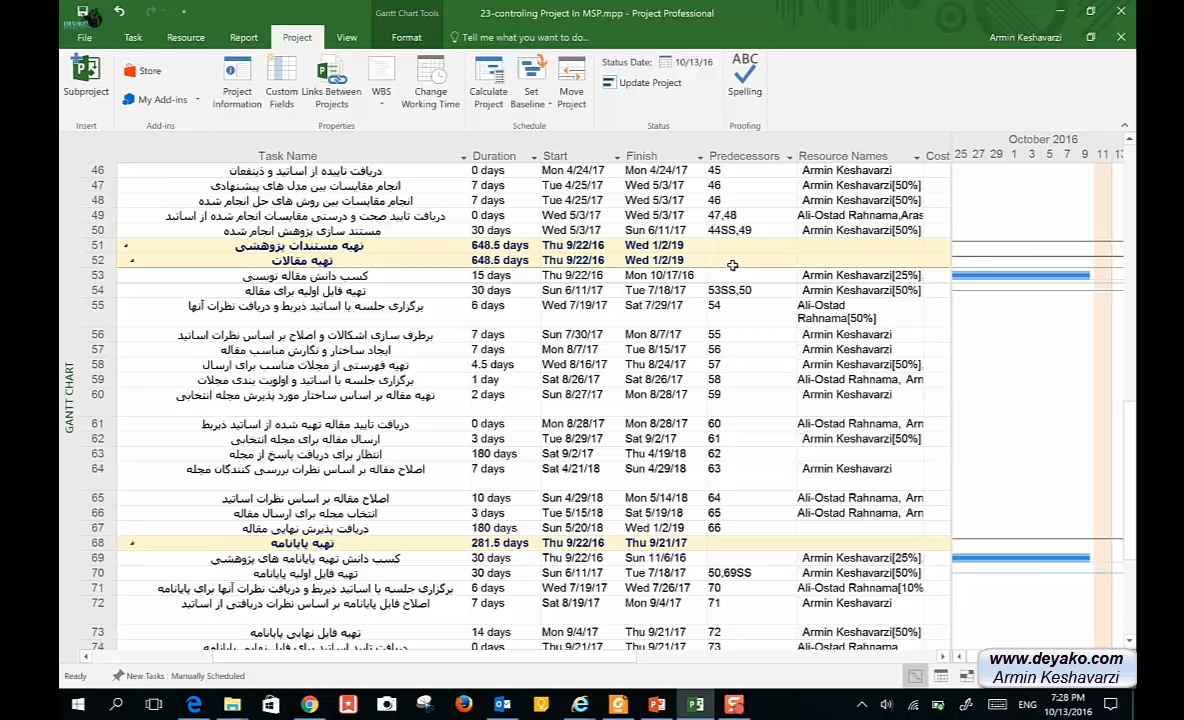 DEYAKO
Gantt Chart Tools
23-controling Project In MSP.mpp - Project Professional
File Task Resource Report Project View Format Tell me what you want to do...
Armin Keshavarzi
Subproject
Store
My Add-ins
Project Information
Custom Fields
Links Between Projects
WBS
Change Working Time
Calculate Project
Set Baseline
Move Project
Status Date: 10/13/16
Update Project
ABC
Spelling
Insert Add-ins Properties Schedule Status Proofing
October 2016
Task Name Duration Start Finish Predecessors Resource Names Cost
25 27 29 1 3 5 7 9 11 13
46 دریافت تاییده از اساتید و ذینفعان 0 days Mon 4/24/17 Mon 4/24/17 45 Armin Keshavarzi
47 انجام مقایسات بین مدل های پیشنهادی 7 days Tue 4/25/17 Wed 5/3/17 46 Armin Keshavarzi[50%]
48 انجام مقایسات بین روش های حل انجام شده 7 days Tue 4/25/17 Wed 5/3/17 46 Armin Keshavarzi[50%]
49 دریافت تایید صحت و درستی مقایسات انجام شده از اساتید 0 days Wed 5/3/17 Wed 5/3/17 47,48 Ali-Ostad Rahnama,Aras
50 مستند سازی پژوهش انجام شده 30 days Wed 5/3/17 Sun 6/11/17 44SS,49 Armin Keshavarzi[50%]
51 تهیه مستندات پژوهشی 648.5 days Thu 9/22/16 Wed 1/2/19
52 تهیه مقالات 648.5 days Thu 9/22/16 Wed 1/2/19
53 کسب دانش مقاله نویسی 15 days Thu 9/22/16 Mon 10/17/16 Armin Keshavarzi[25%]
54 تهیه فایل اولیه برای مقاله 30 days Sun 6/11/17 Tue 7/18/17 53SS,50 Armin Keshavarzi[50%]
55 برگزاری جلسه با اساتید ذیربط و دریافت نظرات آنها 6 days Wed 7/19/17 Sat 7/29/17 54 Ali-Ostad
Rahnama[50%]
56 برطرف سازی اشکالات و اصلاح بر اساس نظرات اساتید 7 days Sun 7/30/17 Mon 8/7/17 55 Armin Keshavarzi
57 ایجاد ساختار و نگارش مناسب مقاله 7 days Mon 8/7/17 Tue 8/15/17 56 Armin Keshavarzi
58 تهیه فهرستی از مجلات مناسب برای ارسال 4.5 days Wed 8/16/17 Thu 8/24/17 57 Armin Keshavarzi[50%]
59 برگزاری جلسه با اساتید و اولویت بندی مجلات 1 day Sat 8/26/17 Sat 8/26/17 58 Ali-Ostad Rahnama, Arn
60 تهیه مقاله بر اساس ساختار مورد پذیرش مجله انتخابی 2 days Sun 8/27/17 Mon 8/28/17 59 Armin Keshavarzi
61 دریافت تایید مقاله تهیه شده از اساتید ذیربط 0 days Mon 8/28/17 Mon 8/28/17 60 Ali-Ostad Rahnama, Arn
62 ارسال مقاله برای مجله انتخابی 3 days Tue 8/29/17 Sat 9/2/17 61 Armin Keshavarzi[50%]
63 انتظار برای دریافت پاسخ از مجله 180 days Sat 9/2/17 Thu 4/19/18 62
64 اصلاح مقاله بر اساس نظرات بررسی کنندگان مجله 7 days Sat 4/21/18 Sun 4/29/18 63 Armin Keshavarzi
65 اصلاح مقاله بر اساس نظرات اساتید 10 days Sun 4/29/18 Mon 5/14/18 64 Ali-Ostad Rahnama, Arn
66 انتخاب مجله برای ارسال مقاله 3 days Tue 5/15/18 Sat 5/19/18 65 Ali-Ostad Rahnama, Arn
67 دریافت پذیرش نهایی مقاله 180 days Sun 5/20/18 Wed 1/2/19 66
68 تهیه پایانامه 281.5 days Thu 9/22/16 Thu 9/21/17
69 کسب دانش تهیه پایانامه های پژوهشی 30 days Thu 9/22/16 Sun 11/6/16 Armin Keshavarzi[25%]
70 تهیه فایل اولیه پایانامه 30 days Sun 6/11/17 Tue 7/18/17 50,69SS Armin Keshavarzi[50%]
71 برگزاری جلسه با اساتید ذیربط و دریافت نظرات آنها برای پایانامه 6 days Wed 7/19/17 Wed 7/26/17 70 Ali-Ostad Rahnama[10%
72 اصلاح فایل پایانامه بر اساس نظرات دریافتی از اساتید 7 days Sat 8/19/17 Mon 9/4/17 71 Armin Keshavarzi
73 تهیه فایل نهایی پایانامه 14 days Mon 9/4/17 Thu 9/21/17 72 Armin Keshavarzi[50%]
74 دریافت تایید اساتید برای فایل نهایی پایانامه 0 days Thu 9/21/17 Thu 9/21/17 73 Ali-Ostad Rahnama
GANTT CHART
Ready New Tasks : Manually Scheduled
www.deyako.com
Armin Keshavarzi
ENG
7:28 PM
10/13/2016